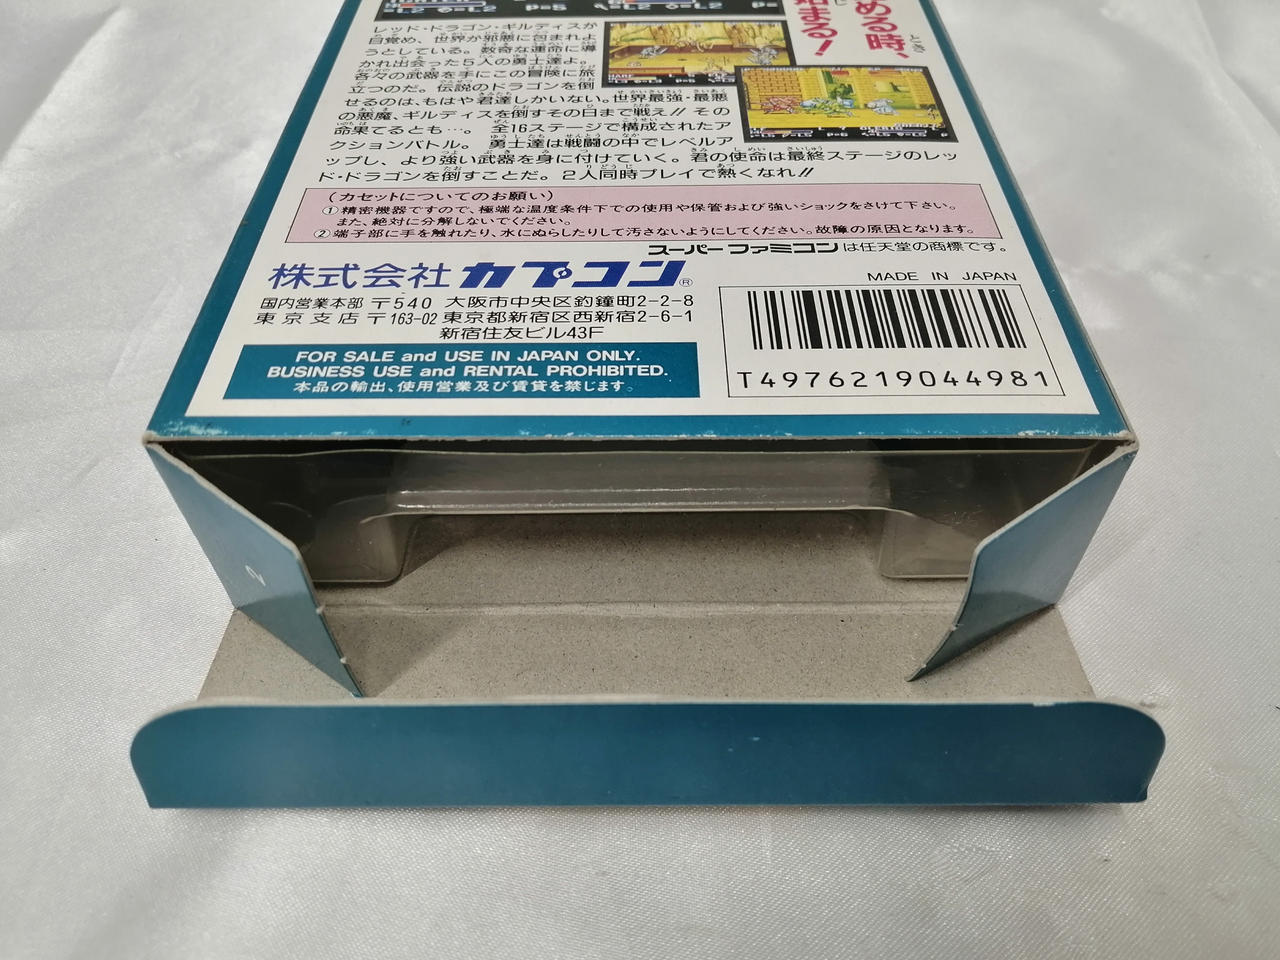 める時、
始まる!
レッド・ドラゴン・ギルディスが
目覚め、世界が邪悪に包まれよ
うとしている。数奇な運命に導
かれ出会った5人の勇士達よ。
各々の武器を手にこの冒険に旅
立つのだ。伝説のドラゴンを倒
せるのは、もはや君達しかいない。世界最強・最悪
の悪魔、ギルディスを倒すその日まで戦え!! その
命果てるとも…。 全16ステージで構成されたア
クションバトル。勇士達は戦闘の中でレベルア
ップし、より強い武器を身に付けていく。君の使命は最終ステージのレッ
ド・ドラゴンを倒すことだ。2人同時プレイで熱くなれ!!
(カセットについてのお願い)
①精密機器ですので、極端な温度条件下での使用や保管および強いショックをさけて下さい。
また、絶対に分解しないでください。
②端子部に手を触れたり、水にぬらしたりして汚さないようにしてください。故障の原因となります。
スーパーファミコンは任天堂の商標です。
株式会社カプコン®
国内営業本部 〒540 大阪市中央区釣鐘町2-2-8
東京支店 〒163-02 東京都新宿区西新宿2-6-1
新宿住友ビル43F
FOR SALE and USE IN JAPAN ONLY.
BUSINESS USE and RENTAL PROHIBITED.
本品の輸出、使用営業及び賃貸を禁じます。
MADE IN JAPAN
T4976219044981
2